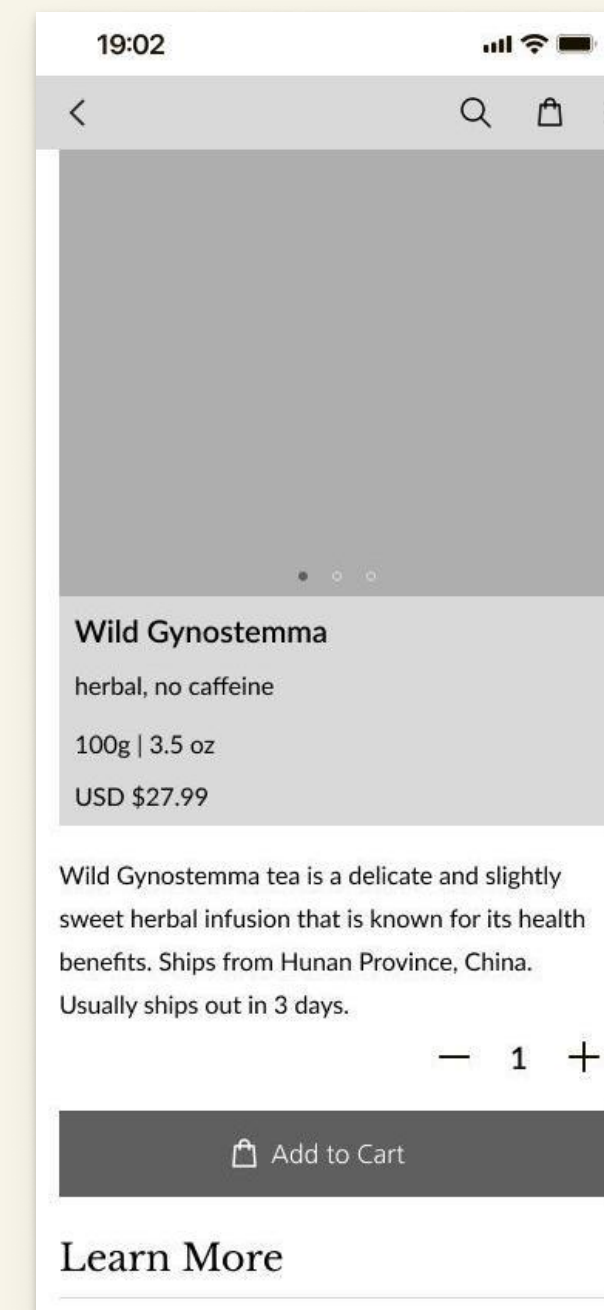 19:02
Wild Gynostemma
herbal, no caffeine
100g | 3.5 oz
USD $27.99
Wild Gynostemma tea is a delicate and slightly
sweet herbal infusion that is known for its health
benefits. Ships from Hunan Province, China.
Usually ships out in 3 days.
1
Add to Cart
Learn More